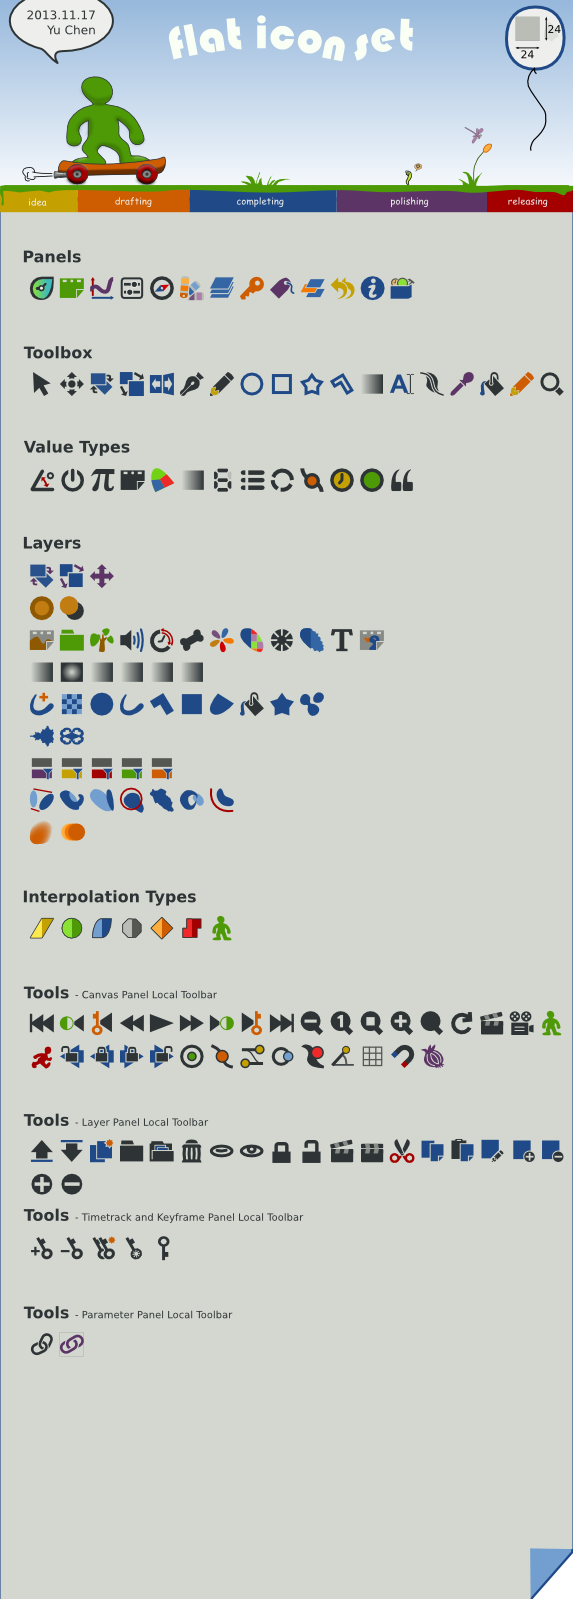 2013.11.17
Yu Chen
flat icon set
24
24
idea
drafting
completing
polishing
releasing
Panels
Toolbox
Value Types
Layers
Interpolation Types
Tools - Canvas Panel Local Toolbar
Tools - Layer Panel Local Toolbar
Tools - Timetrack and Keyframe Panel Local Toolbar
Tools - Parameter Panel Local Toolbar